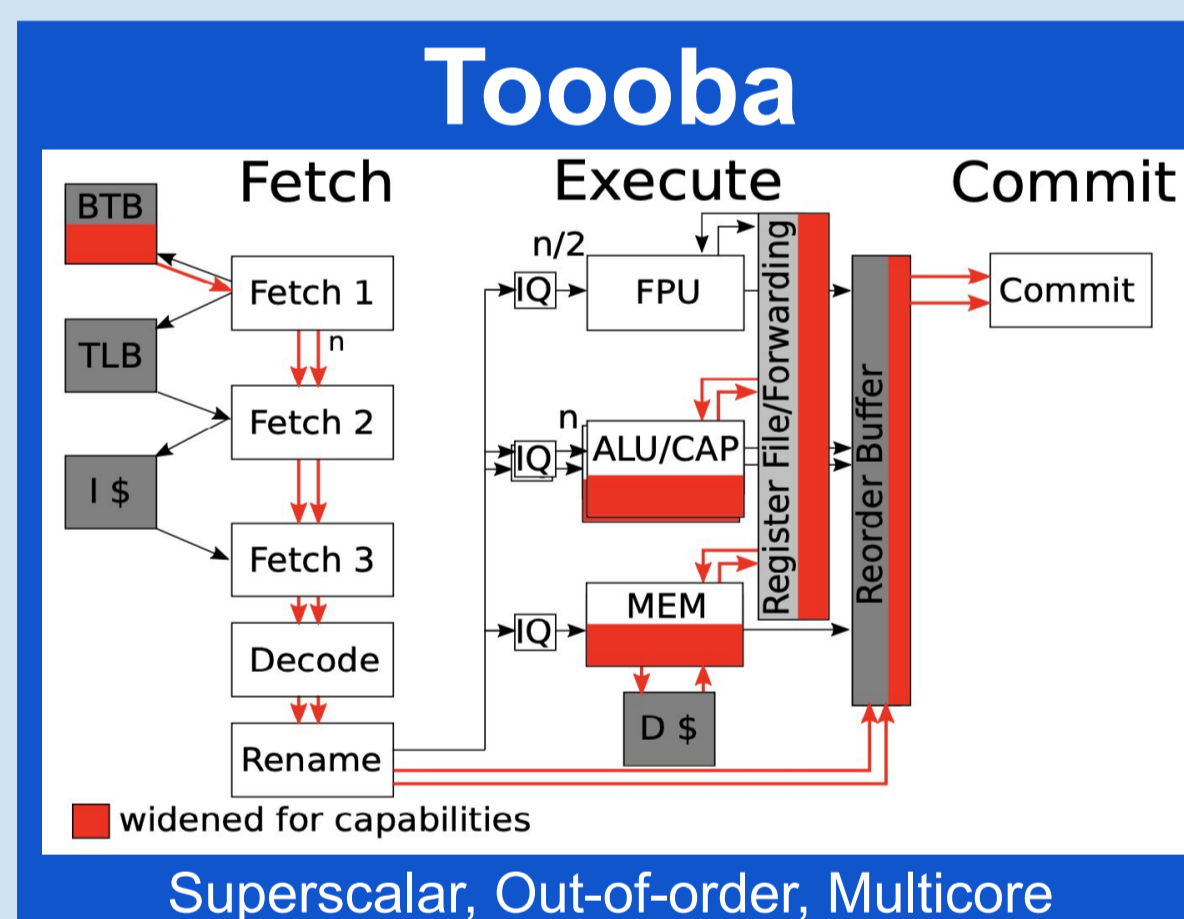 Toooba
Fetch
Execute
Commit
BTB
Fetch 1
n
TLB
Fetch 2
I $
Fetch 3
Decode
Rename
n/2
IQ
FPU
n
IQ
ALU/CAP
IQ
MEM
D $
Register File/Forwarding
Reorder Buffer
Commit
widened for capabilities
Superscalar, Out-of-order, Multicore